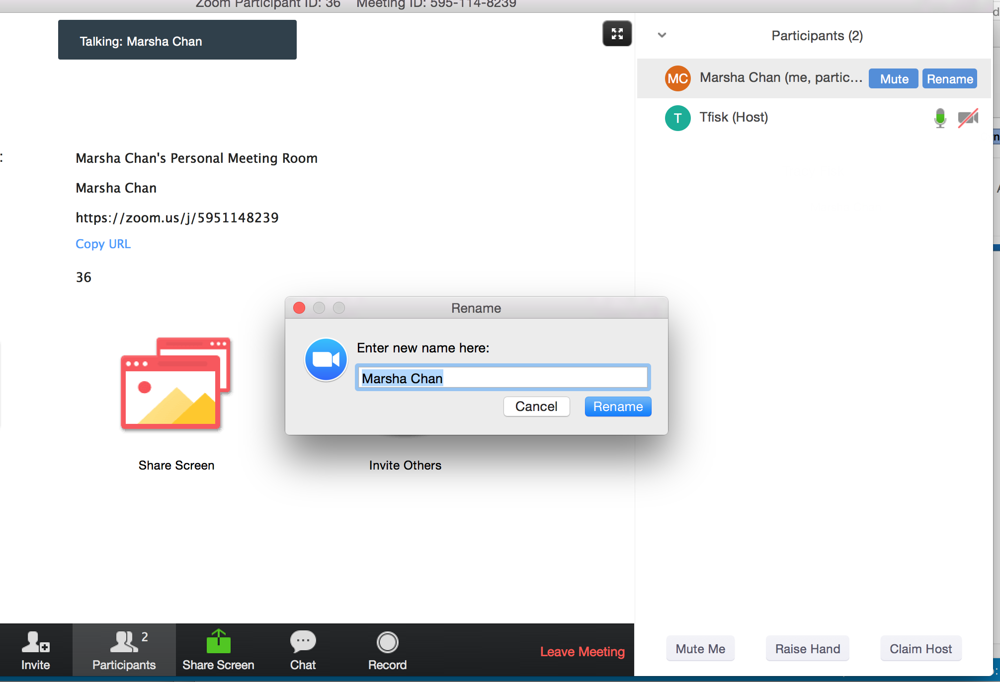 Zoom Participant ID: 36 Meeting ID: 595-114-8239
Talking: Marsha Chan
Participants (2)
MC Marsha Chan (me, partic... Mute Rename
T Tfisk (Host)
:
Marsha Chan's Personal Meeting Room
Marsha Chan
https://zoom.us/j/5951148239
Copy URL
36
Rename
Enter new name here:
Marsha Chan
Cancel Rename
Share Screen
Invite Others
2
Invite Participants Share Screen Chat Record
Leave Meeting
Mute Me Raise Hand Claim Host